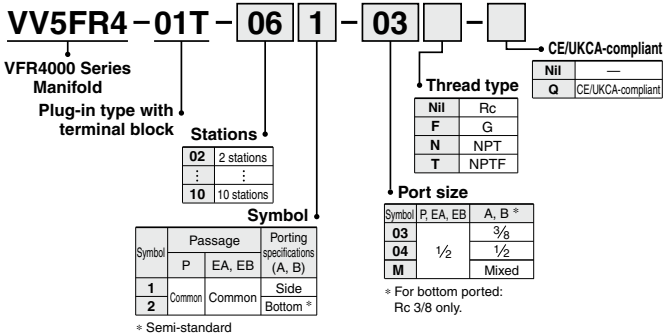 VV5FR4-01T-06 1-03 -
VFR4000 Series
Manifold
Plug-in type with
terminal block
Stations
02 2 stations
⋮ ⋮
10 10 stations
Symbol
Symbol Passage Porting specifications (A, B)
P EA, EB
1 Common Common Side
2 Bottom *
* Semi-standard
CE/UKCA-compliant
Nil —
Q CE/UKCA-compliant
Thread type
Nil Rc
F G
N NPT
T NPTF
Port size
Symbol P, EA, EB A, B *
03 1/2 3/8
04 1/2
M Mixed
* For bottom ported:
Rc 3/8 only.